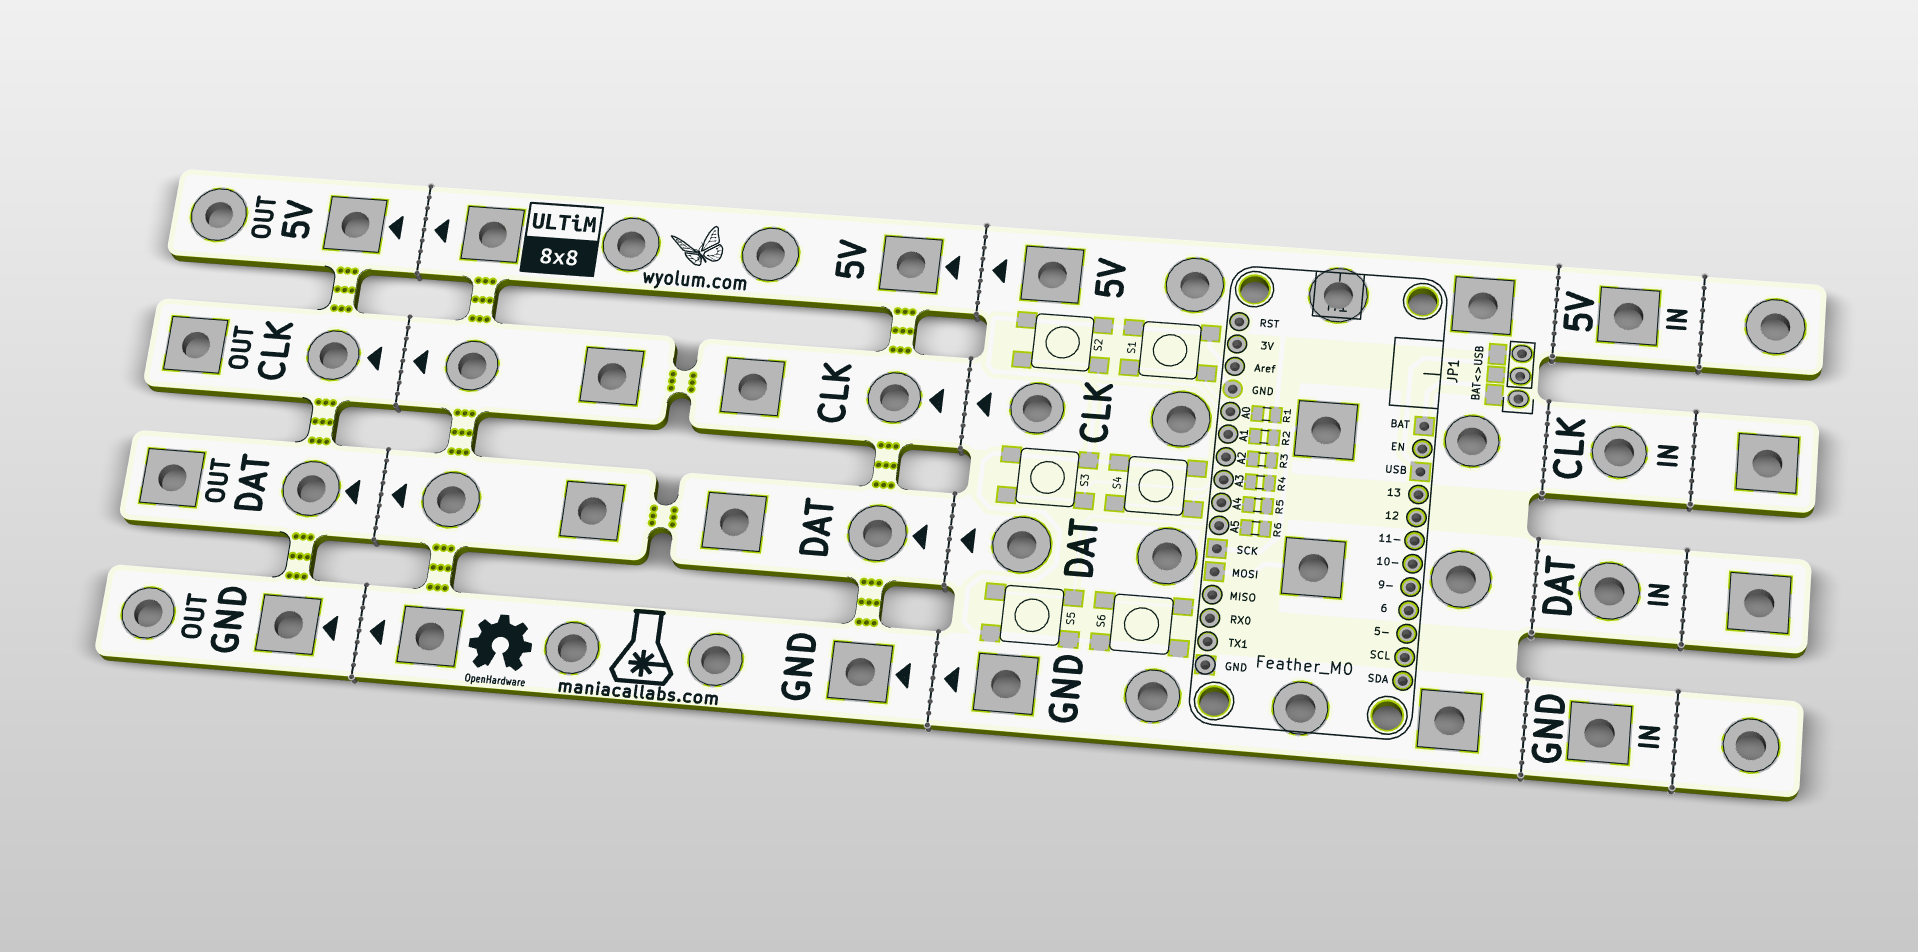 OUT
5V
ULTiM
8x8
wyolum.com
5V
5V
5V
IN
OUT
CLK
CLK
CLK
CLK
IN
OUT
DAT
DAT
DAT
DAT
IN
OUT
GND
OpenHardware
maniacallabs.com
GND
GND
GND
IN
S2
S1
S3
S4
S5
S6
RST
3V
Aref
GND
A0
R1
A1
R2
A2
R3
A3
R4
A4
R5
A5
R6
SCK
MOSI
MISO
RX0
TX1
GND
Feather_M0
JP1
BAT<>USB
BAT
EN
USB
13
12
11-
10-
9-
6
5-
SCL
SDA